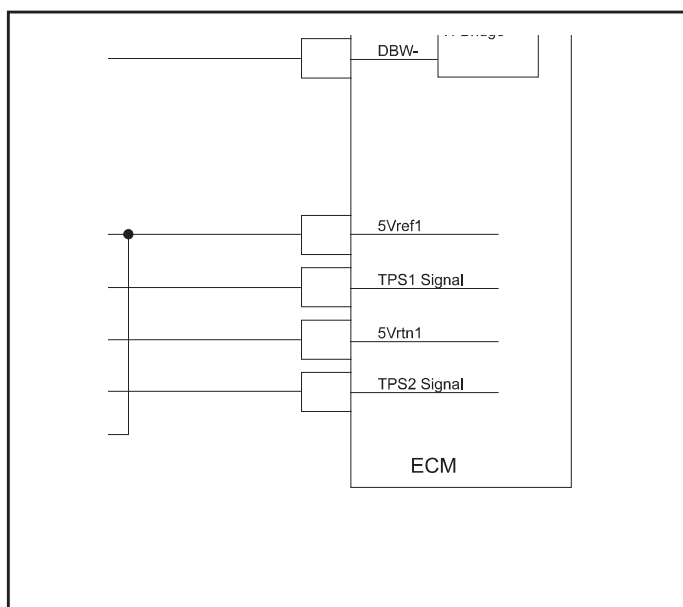 DBW-
5Vref1
TPS1 Signal
5Vrtn1
TPS2 Signal
ECM